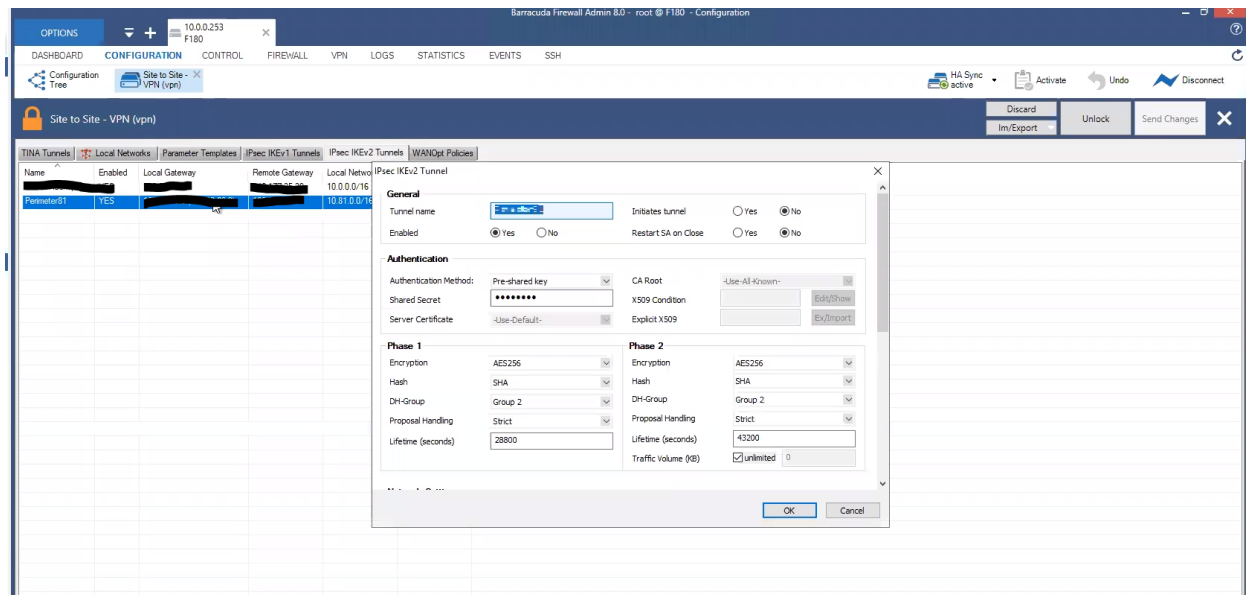 Barracuda Firewall Admin 8.0 - root @ F180 - Configuration
OPTIONS
10.0.0.253
F180
DASHBOARD CONFIGURATION CONTROL FIREWALL VPN LOGS STATISTICS EVENTS SSH
Configuration Tree
Site to Site - VPN (vpn)
HA Sync active
Activate
Undo
Disconnect
Site to Site - VPN (vpn)
Discard
Im/Export
Unlock
Send Changes
TINA Tunnels Local Networks Parameter Templates IPsec IKEv1 Tunnels IPsec IKEv2 Tunnels WANOpt Policies
Name Enabled Local Gateway Remote Gateway Local Netwo
10.0.0.0/16
Perimeter81 YES 10.81.0.0/16
IPsec IKEv2 Tunnel
General
Tunnel name
Initiates tunnel Yes No
Enabled Yes No
Restart SA on Close Yes No
Authentication
Authentication Method: Pre-shared key
CA Root -Use-All-Known-
Shared Secret
X509 Condition Edit/Show
Server Certificate -Use-Default-
Explicit X509 Ex/Import
Phase 1
Encryption AES256
Hash SHA
DH-Group Group 2
Proposal Handling Strict
Lifetime (seconds) 28800
Phase 2
Encryption AES256
Hash SHA
DH-Group Group 2
Proposal Handling Strict
Lifetime (seconds) 43200
Traffic Volume (KB) unlimited 0
OK Cancel